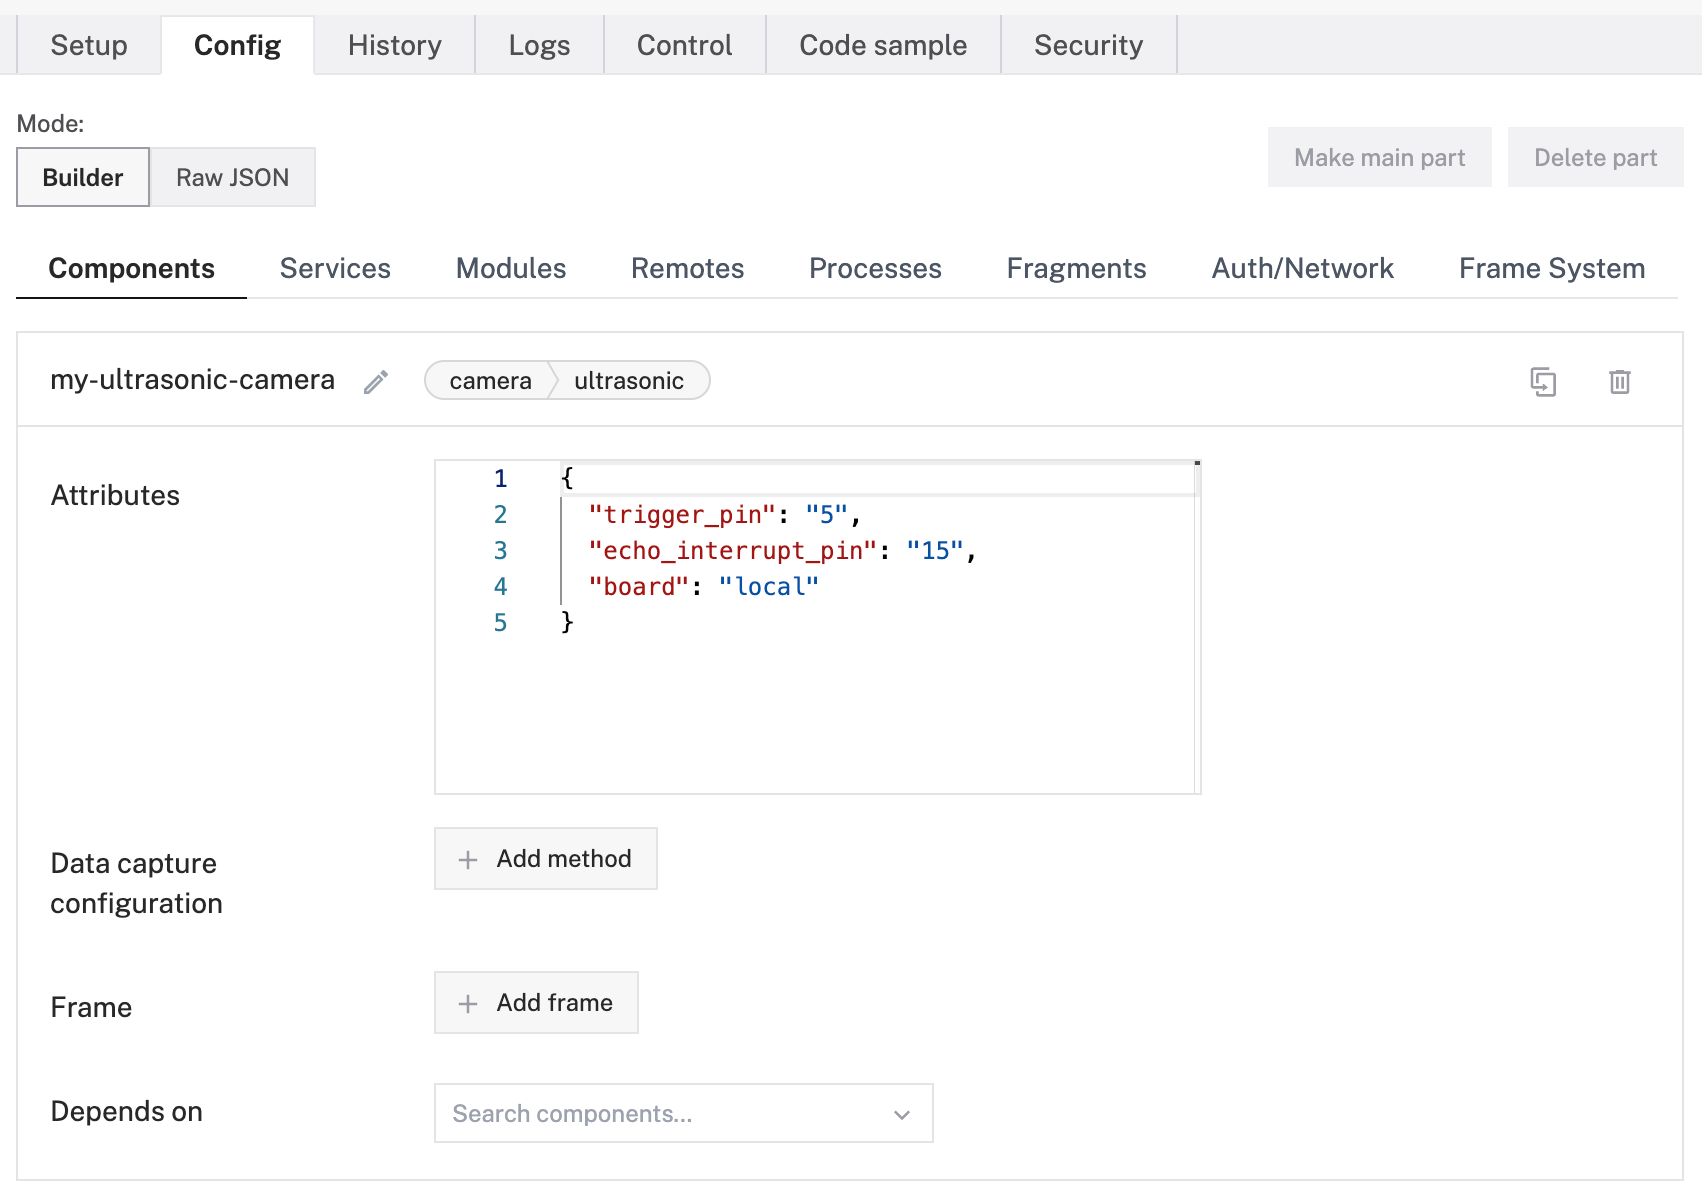 Setup Config History Logs Control Code sample Security
Mode:
Builder Raw JSON
Make main part Delete part
Components Services Modules Remotes Processes Fragments Auth/Network Frame System
my-ultrasonic-camera camera ultrasonic
Attributes
1 {
2 "trigger_pin": "5",
3 "echo_interrupt_pin": "15",
4 "board": "local"
5 }
Data capture
configuration
Add method
Frame
Add frame
Depends on
Search components...